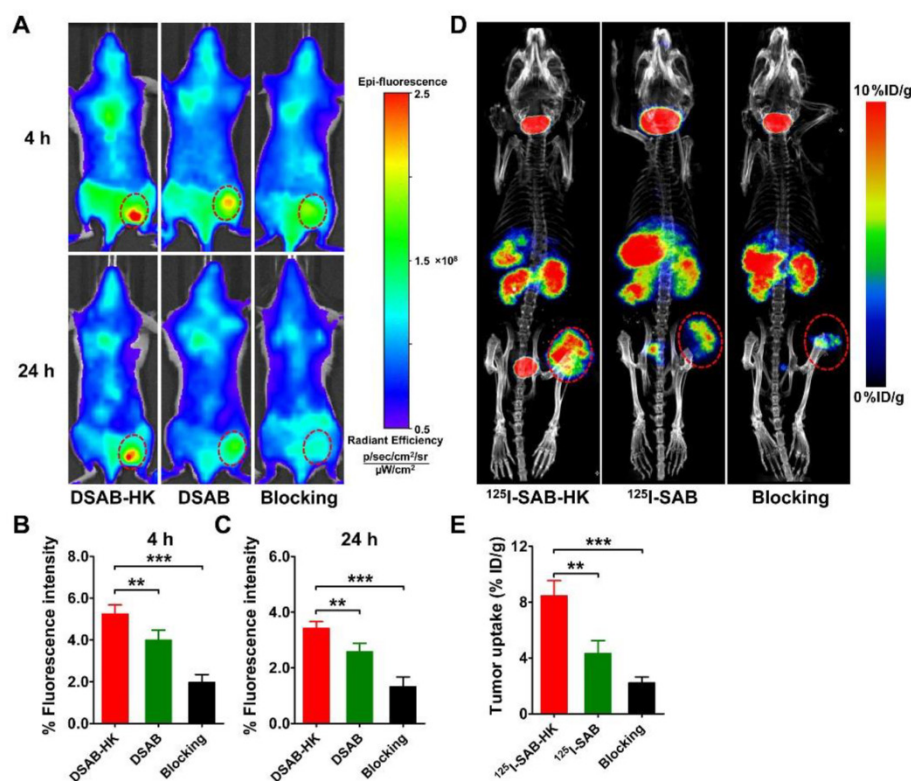 A
Epi-fluorescence
2.5
4 h
1.5 ×10⁸
24 h
0.5
Radiant Efficiency
p/sec/cm²/sr
μW/cm²
DSAB-HK DSAB Blocking
D
10%ID/g
0%ID/g
¹²⁵I-SAB-HK ¹²⁵I-SAB Blocking
B
4 h
% Fluorescence intensity
8.0
6.0
4.0
2.0
0.0
***
**
DSAB-HK DSAB Blocking
C
24 h
% Fluorescence intensity
6.0
4.0
2.0
0.0
***
**
DSAB-HK DSAB Blocking
E
Tumor uptake (% ID/g)
12
8
4
0
***
**
¹²⁵I-SAB-HK ¹²⁵I-SAB Blocking